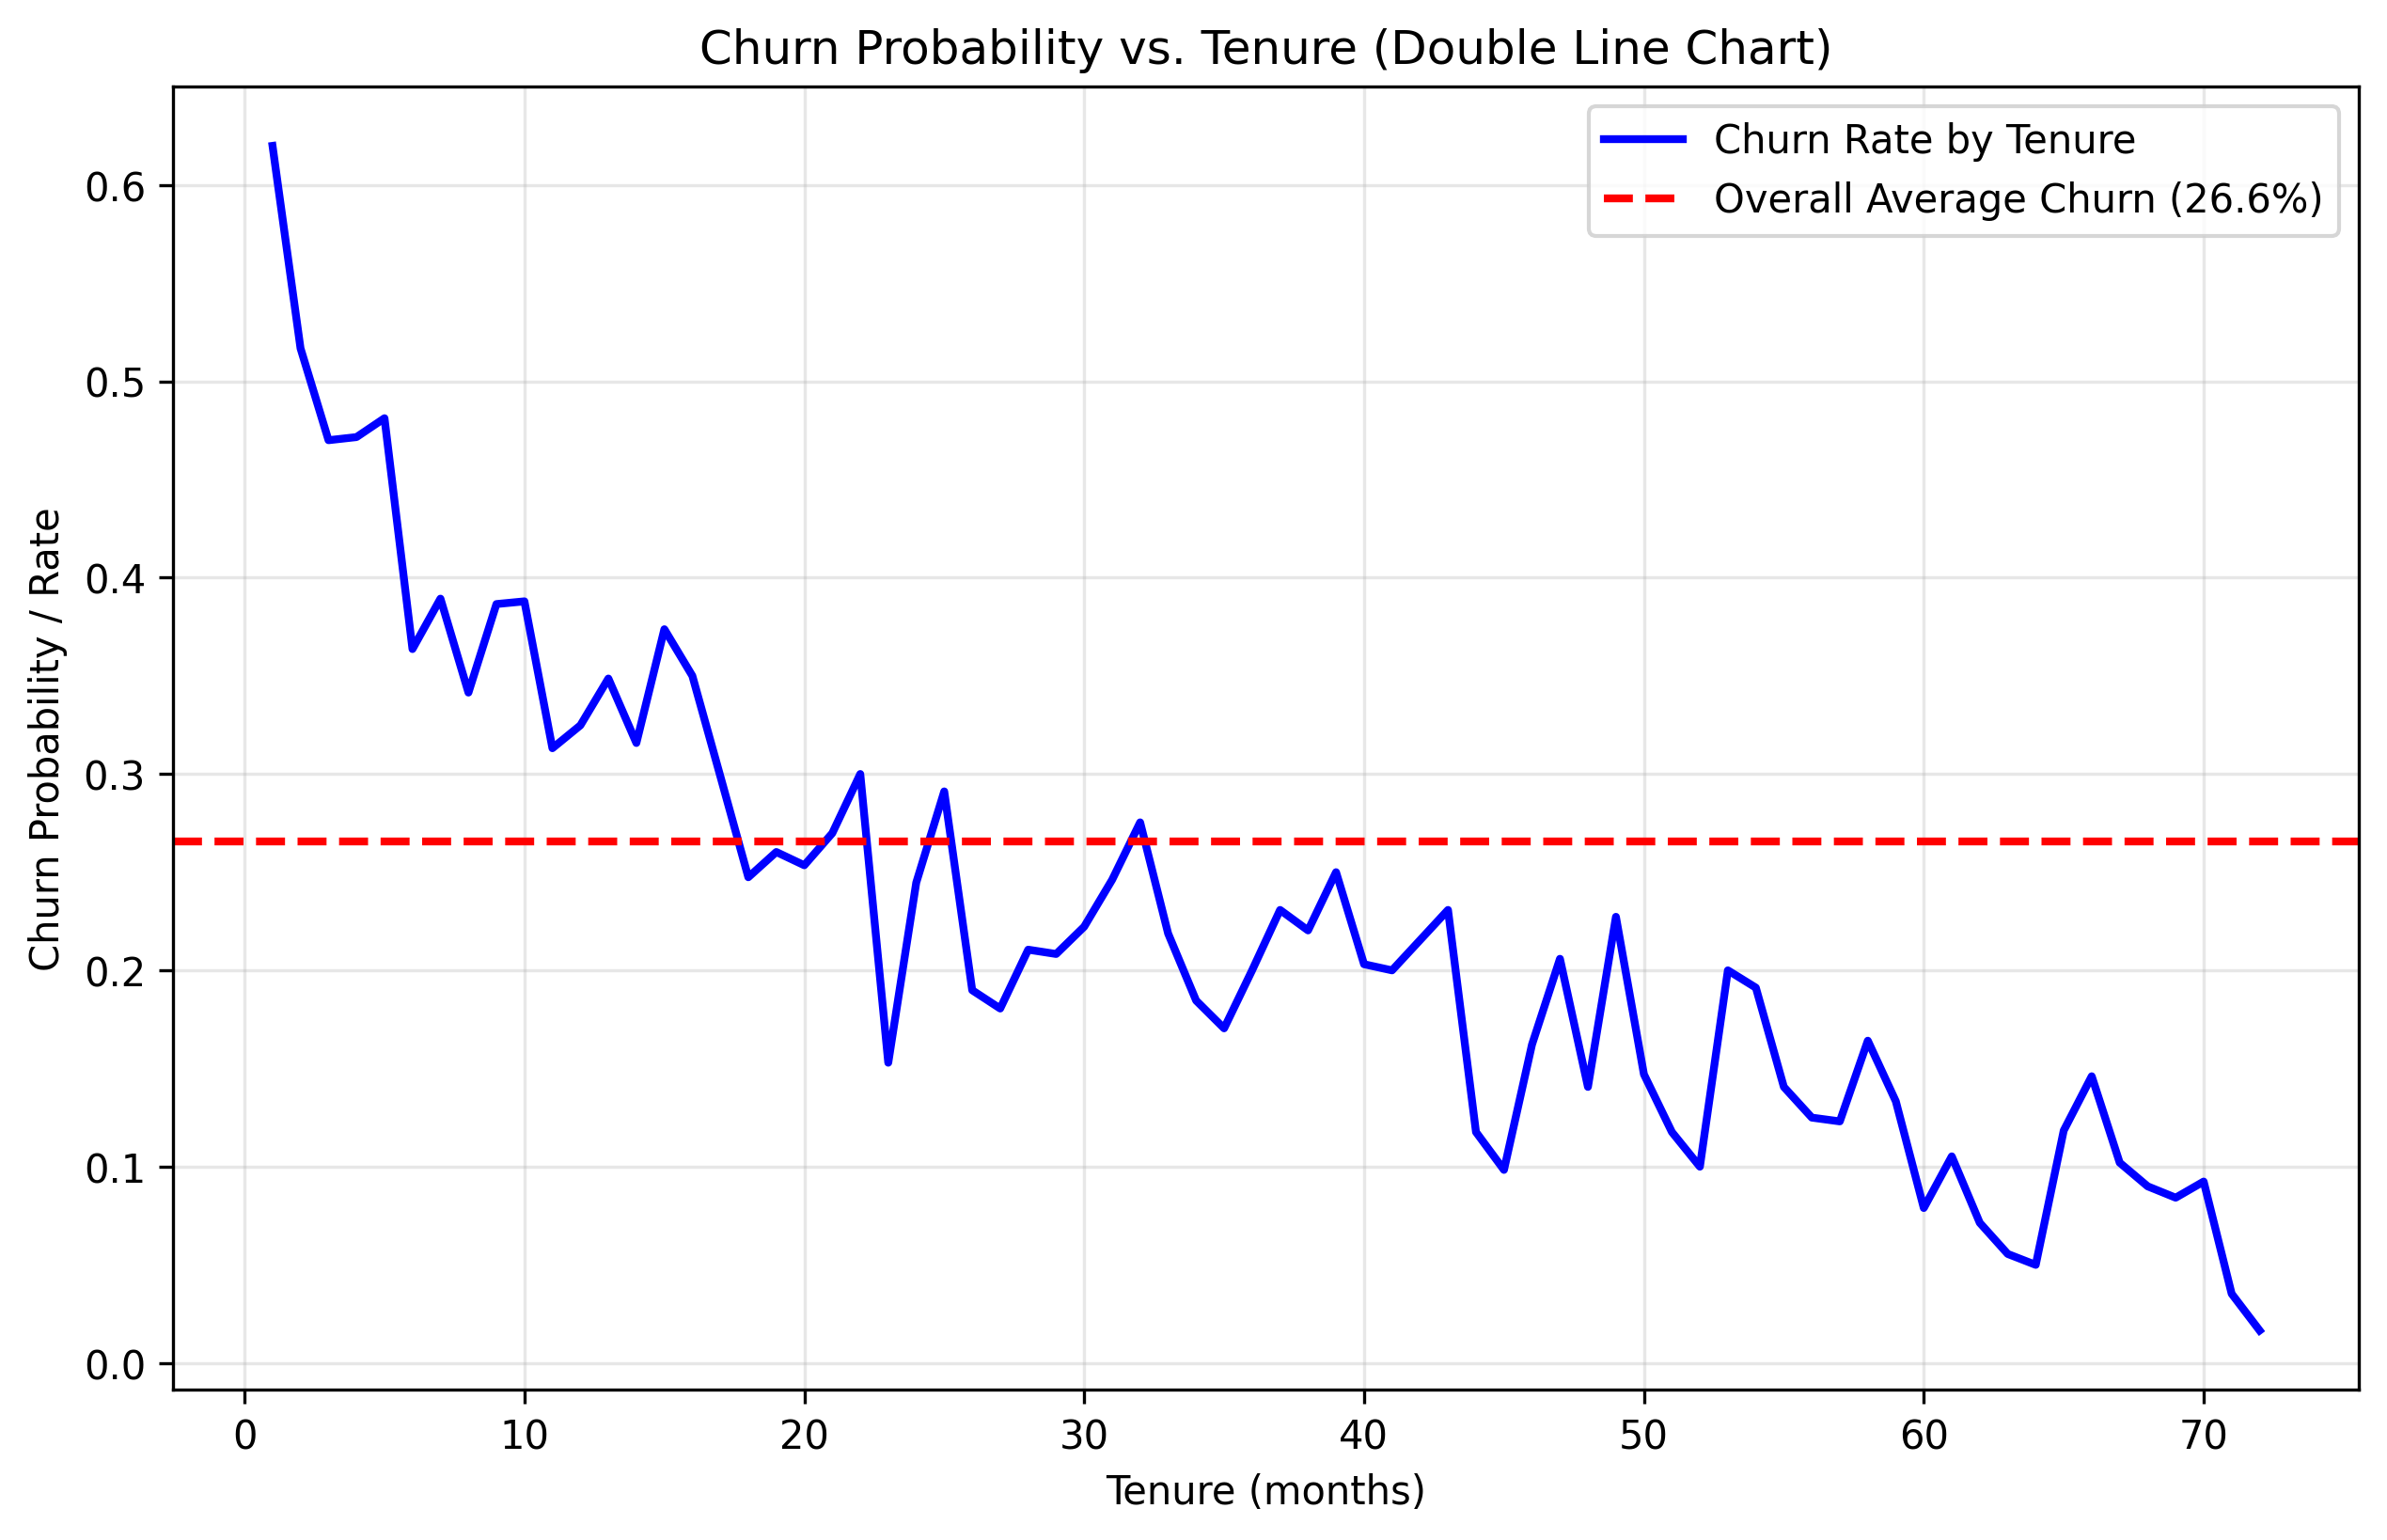 Churn Probability vs. Tenure (Double Line Chart)
Churn Rate by Tenure
Overall Average Churn (26.6%)
Churn Probability / Rate
0.6
0.5
0.4
0.3
0.2
0.1
0.0
0 10 20 30 40 50 60 70
Tenure (months)